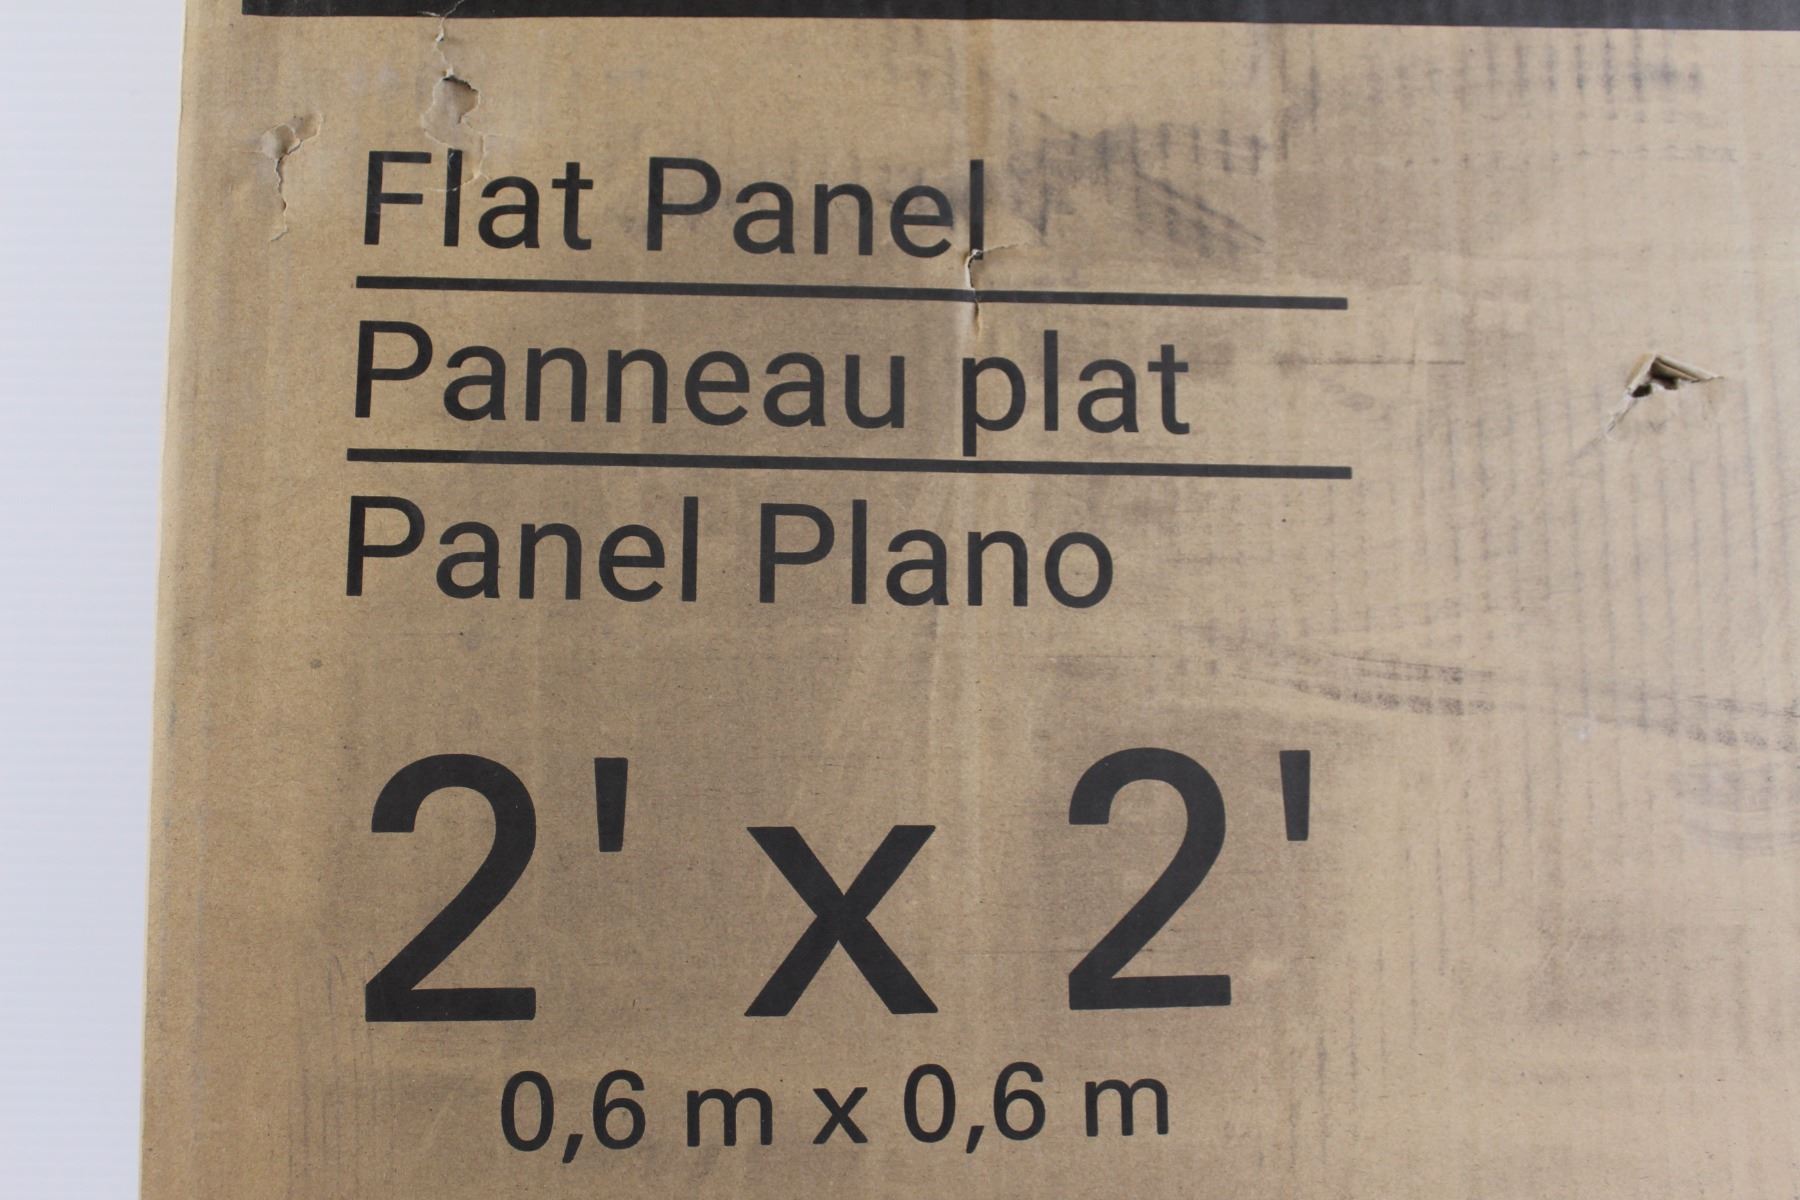 Flat Panel
Panneau plat
Panel Plano
2' x 2'
0,6 m x 0,6 m